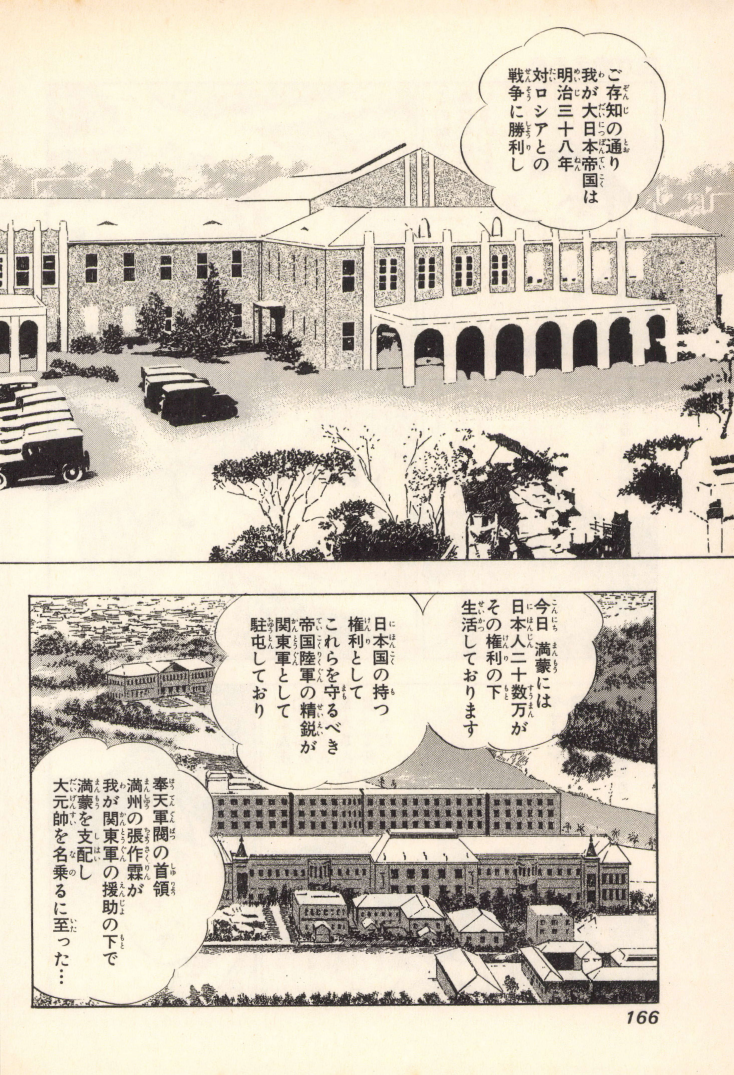 ご存知の通り
我が大日本帝国は
明治三十八年
対ロシアとの
戦争に勝利し
今日 満蒙には
日本人二十数万が
その権利の下
生活しております
日本国の持つ
権利として
これらを守るべき
帝国陸軍の精鋭が
関東軍として
駐屯しており
奉天軍閥の首領
満州の張作霖が
我が関東軍の援助の下で
満蒙を支配し
大元帥を名乗るに至った…
166